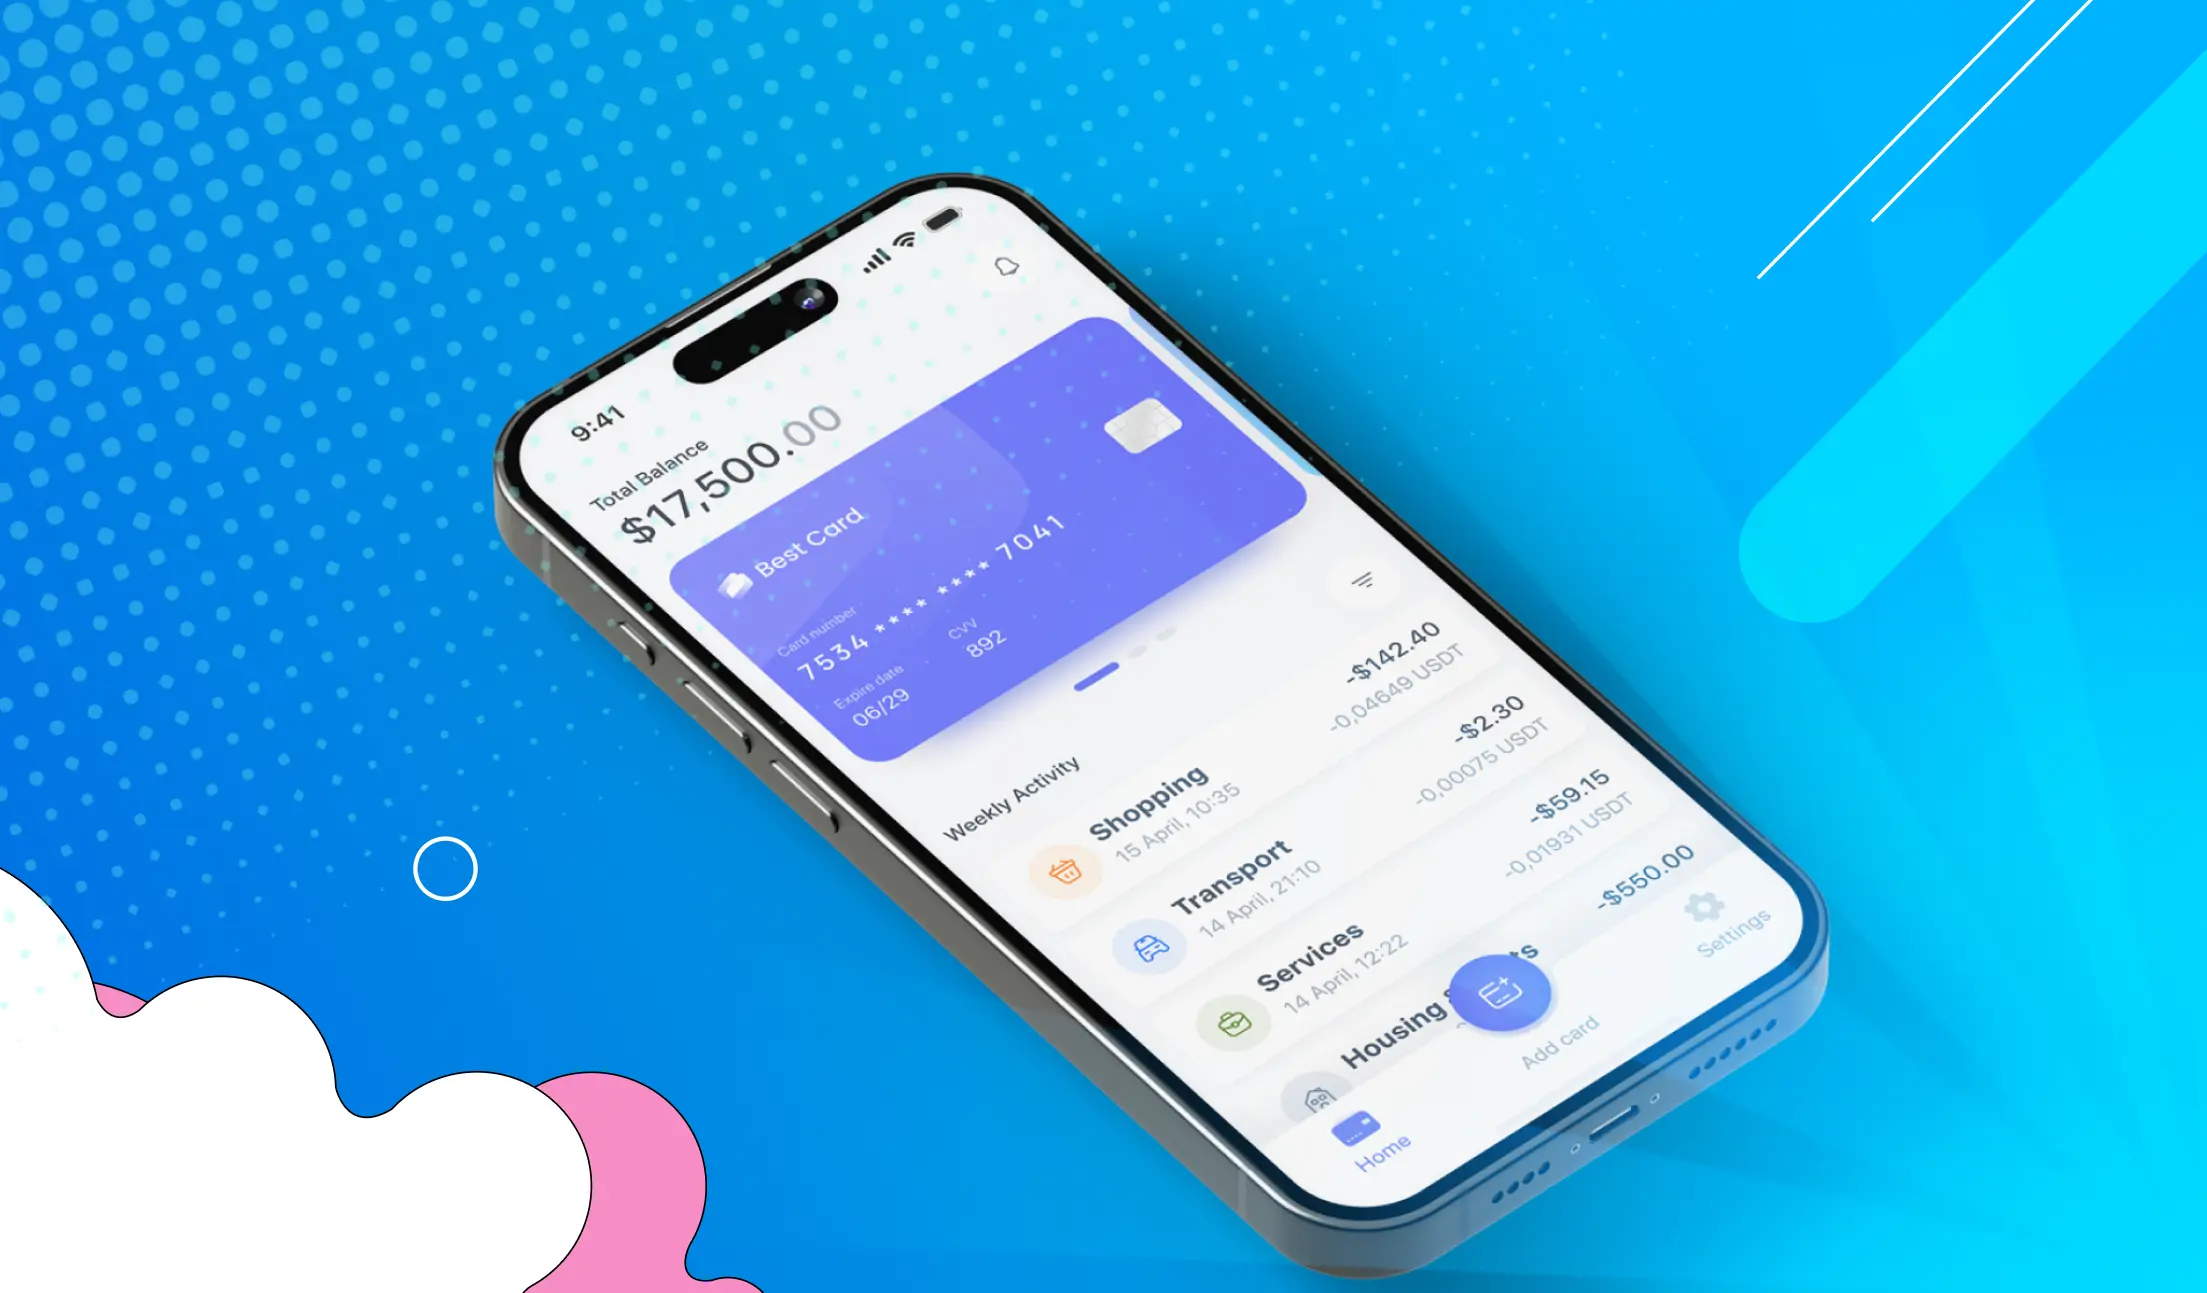 9:41
Total Balance
$17,500.00
Best Card
Card number
7534 **** **** 7041
Expire date
06/29
CVV
892
Weekly Activity
Shopping
15 April, 10:35
-$142.40
-0,04649 USDT
Transport
14 April, 21:10
-$2.30
-0,00075 USDT
Services
14 April, 12:22
-$59.15
-0,01931 USDT
Housing
-$550.00
Home
Add card
Settings